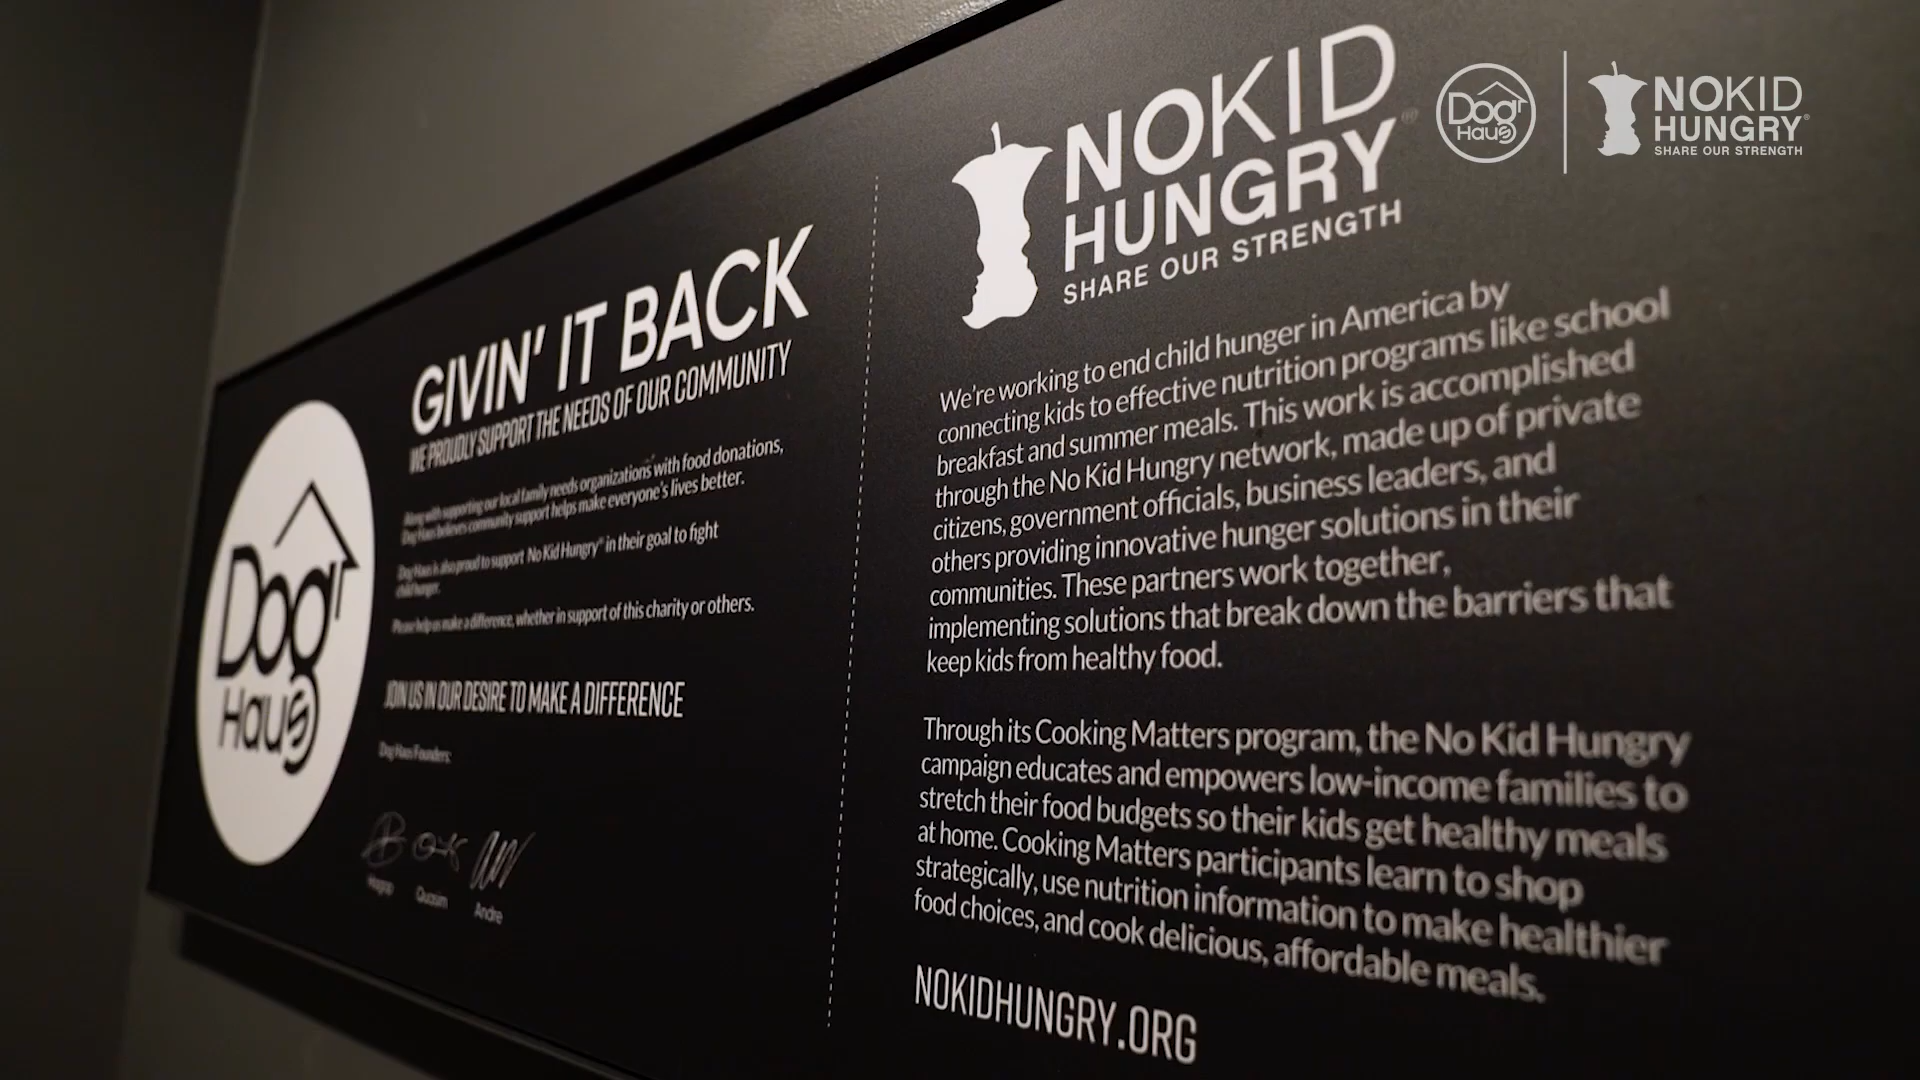 Dog
Haus
GIVIN' IT BACK
WE PROUDLY SUPPORT THE NEEDS OF OUR COMMUNITY
Along with supporting our local family needs organizations with food donations,
Dog Haus believes community support helps make everyone's lives better.
Dog Haus is also proud to support No Kid Hungry® in their goal to fight
child hunger.
Please help us make a difference, whether in support of this charity or others.
JOIN US IN OUR DESIRE TO MAKE A DIFFERENCE
Dog Haus Founders:
Hagop
Quasim
Andre
NOKID
HUNGRY®
SHARE OUR STRENGTH
We're working to end child hunger in America by
connecting kids to effective nutrition programs like school
breakfast and summer meals. This work is accomplished
through the No Kid Hungry network, made up of private
citizens, government officials, business leaders, and
others providing innovative hunger solutions in their
communities. These partners work together,
implementing solutions that break down the barriers that
keep kids from healthy food.
Through its Cooking Matters program, the No Kid Hungry
campaign educates and empowers low-income families to
stretch their food budgets so their kids get healthy meals
at home. Cooking Matters participants learn to shop
strategically, use nutrition information to make healthier
food choices, and cook delicious, affordable meals.
NOKIDHUNGRY.ORG
Dog
Haus
NOKID
HUNGRY®
SHARE OUR STRENGTH